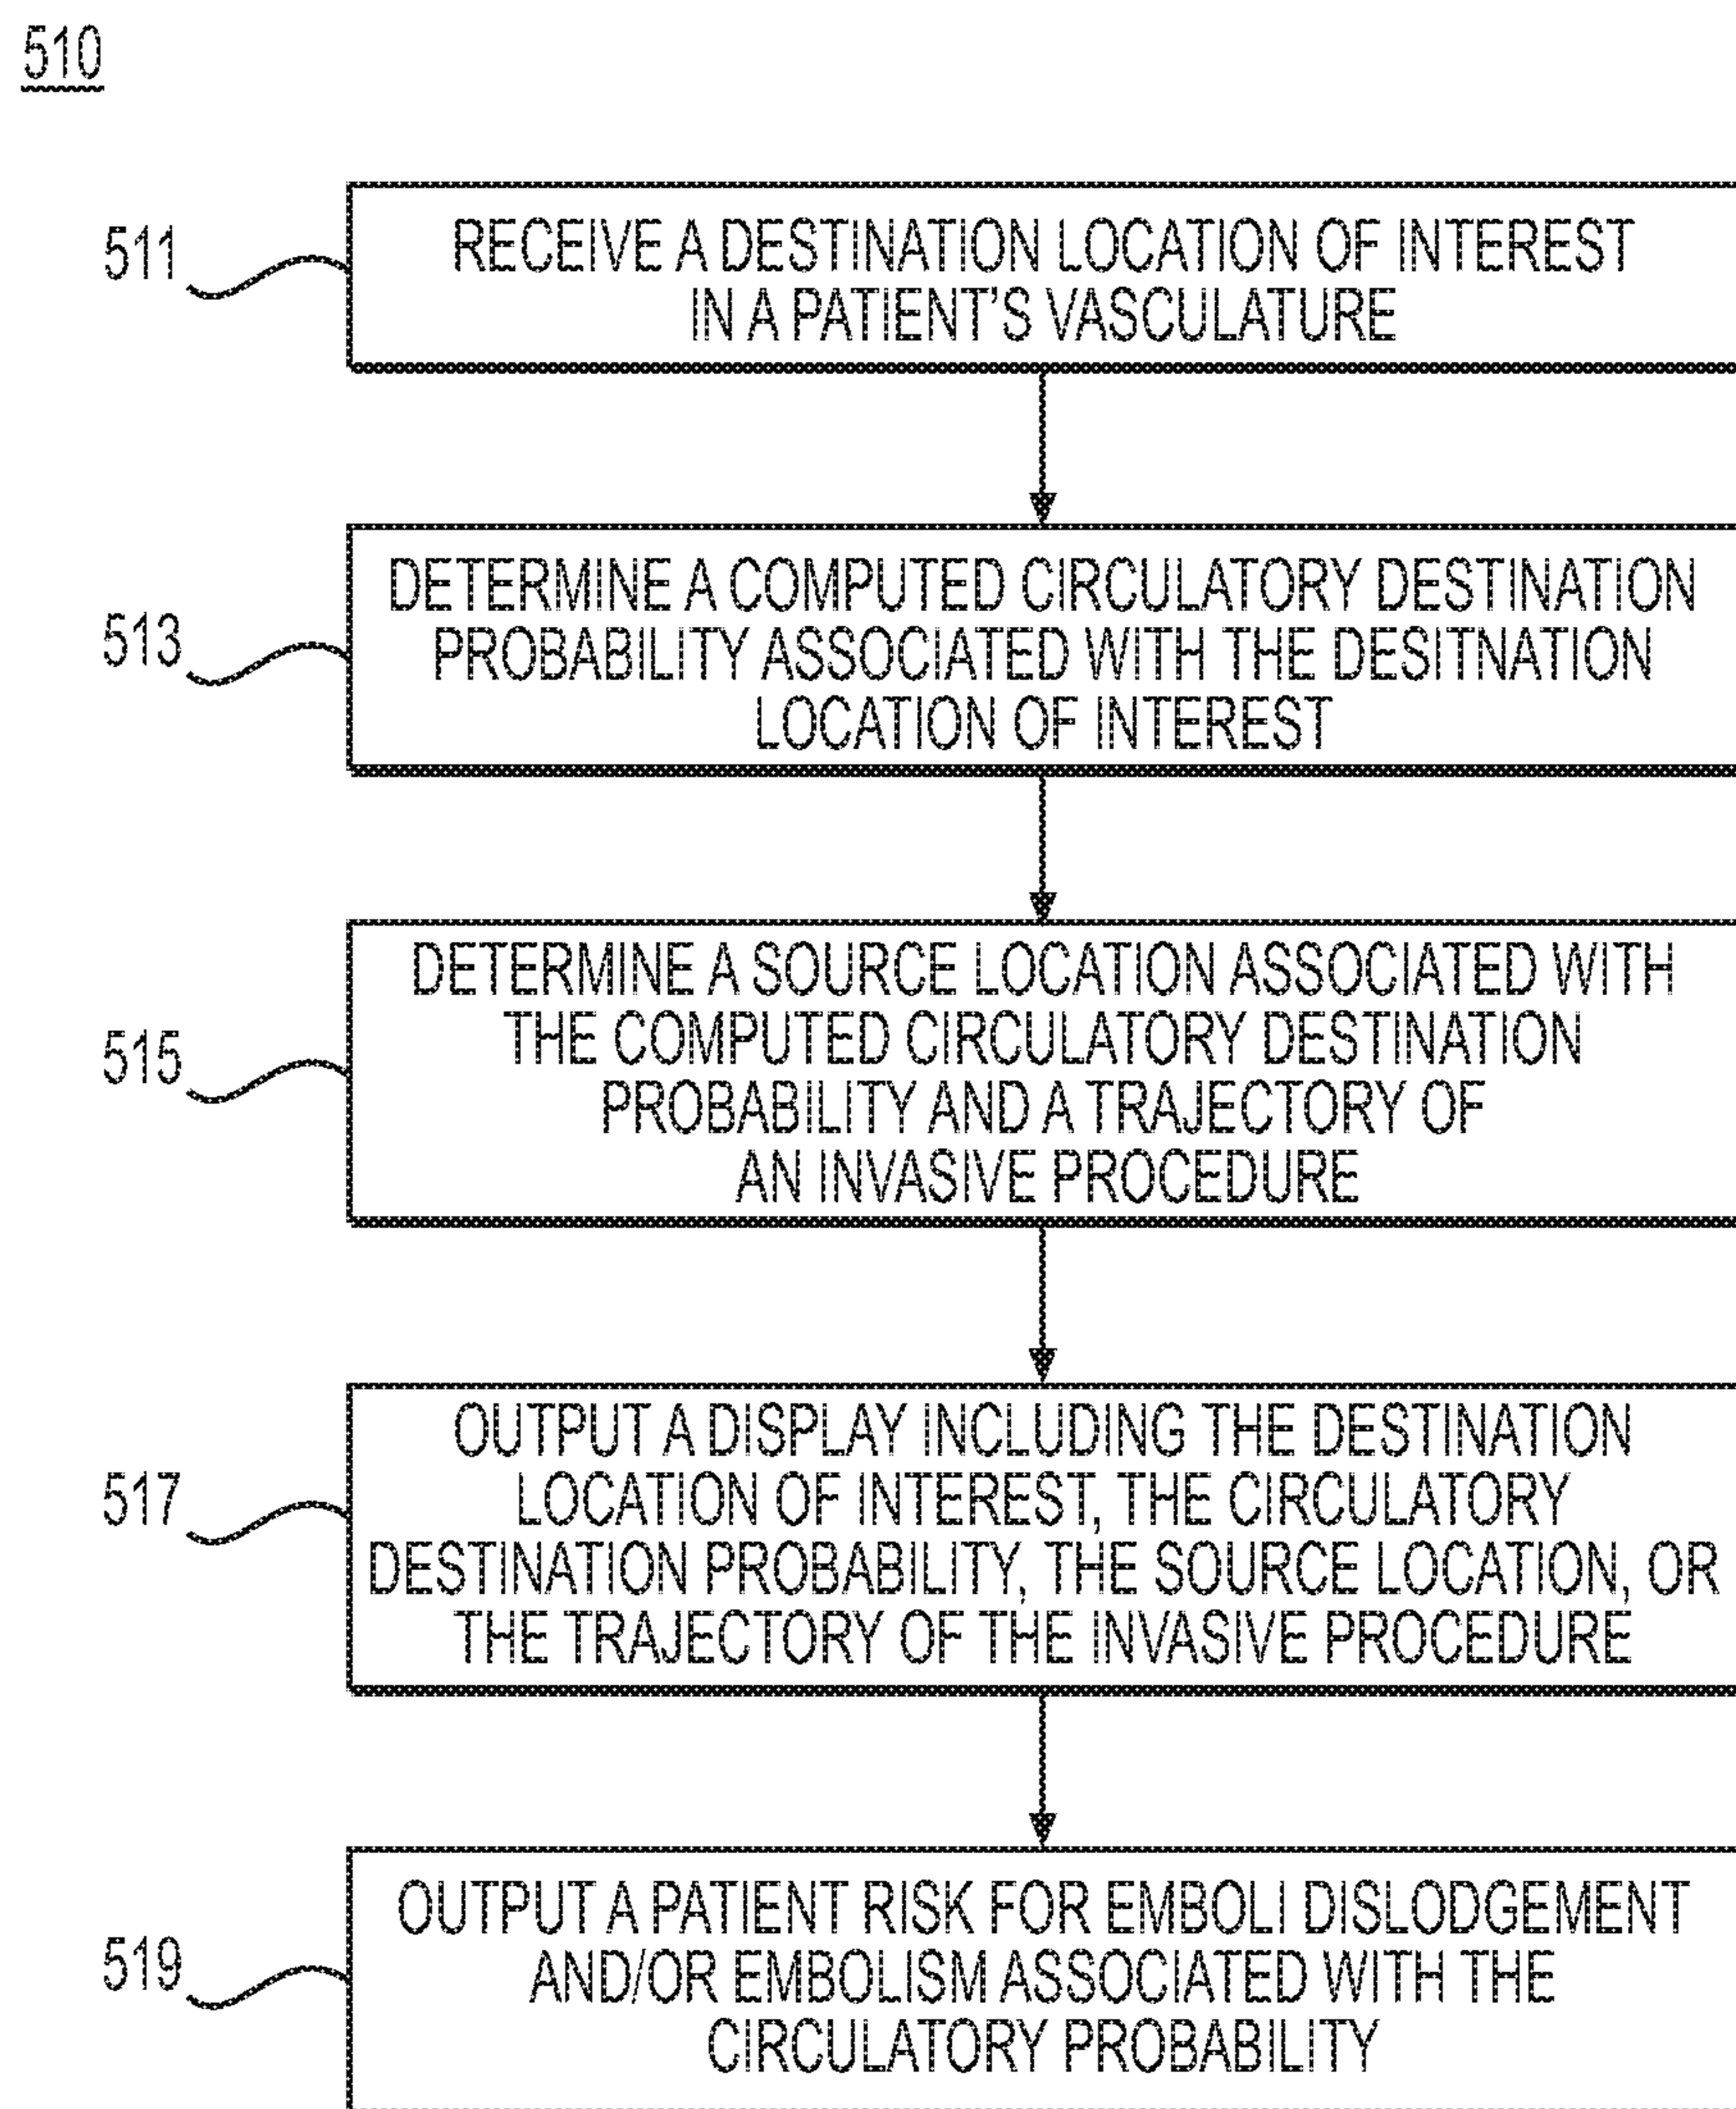 510
511
RECEIVE A DESTINATION LOCATION OF INTEREST
IN A PATIENT'S VASCULATURE
513
DETERMINE A COMPUTED CIRCULATORY DESTINATION
PROBABILITY ASSOCIATED WITH THE DESITNATION
LOCATION OF INTEREST
515
DETERMINE A SOURCE LOCATION ASSOCIATED WITH
THE COMPUTED CIRCULATORY DESTINATION
PROBABILITY AND A TRAJECTORY OF
AN INVASIVE PROCEDURE
517
OUTPUT A DISPLAY INCLUDING THE DESTINATION
LOCATION OF INTEREST, THE CIRCULATORY
DESTINATION PROBABILITY, THE SOURCE LOCATION, OR
THE TRAJECTORY OF THE INVASIVE PROCEDURE
519
OUTPUT A PATIENT RISK FOR EMBOLI DISLODGEMENT
AND/OR EMBOLISM ASSOCIATED WITH THE
CIRCULATORY PROBABILITY